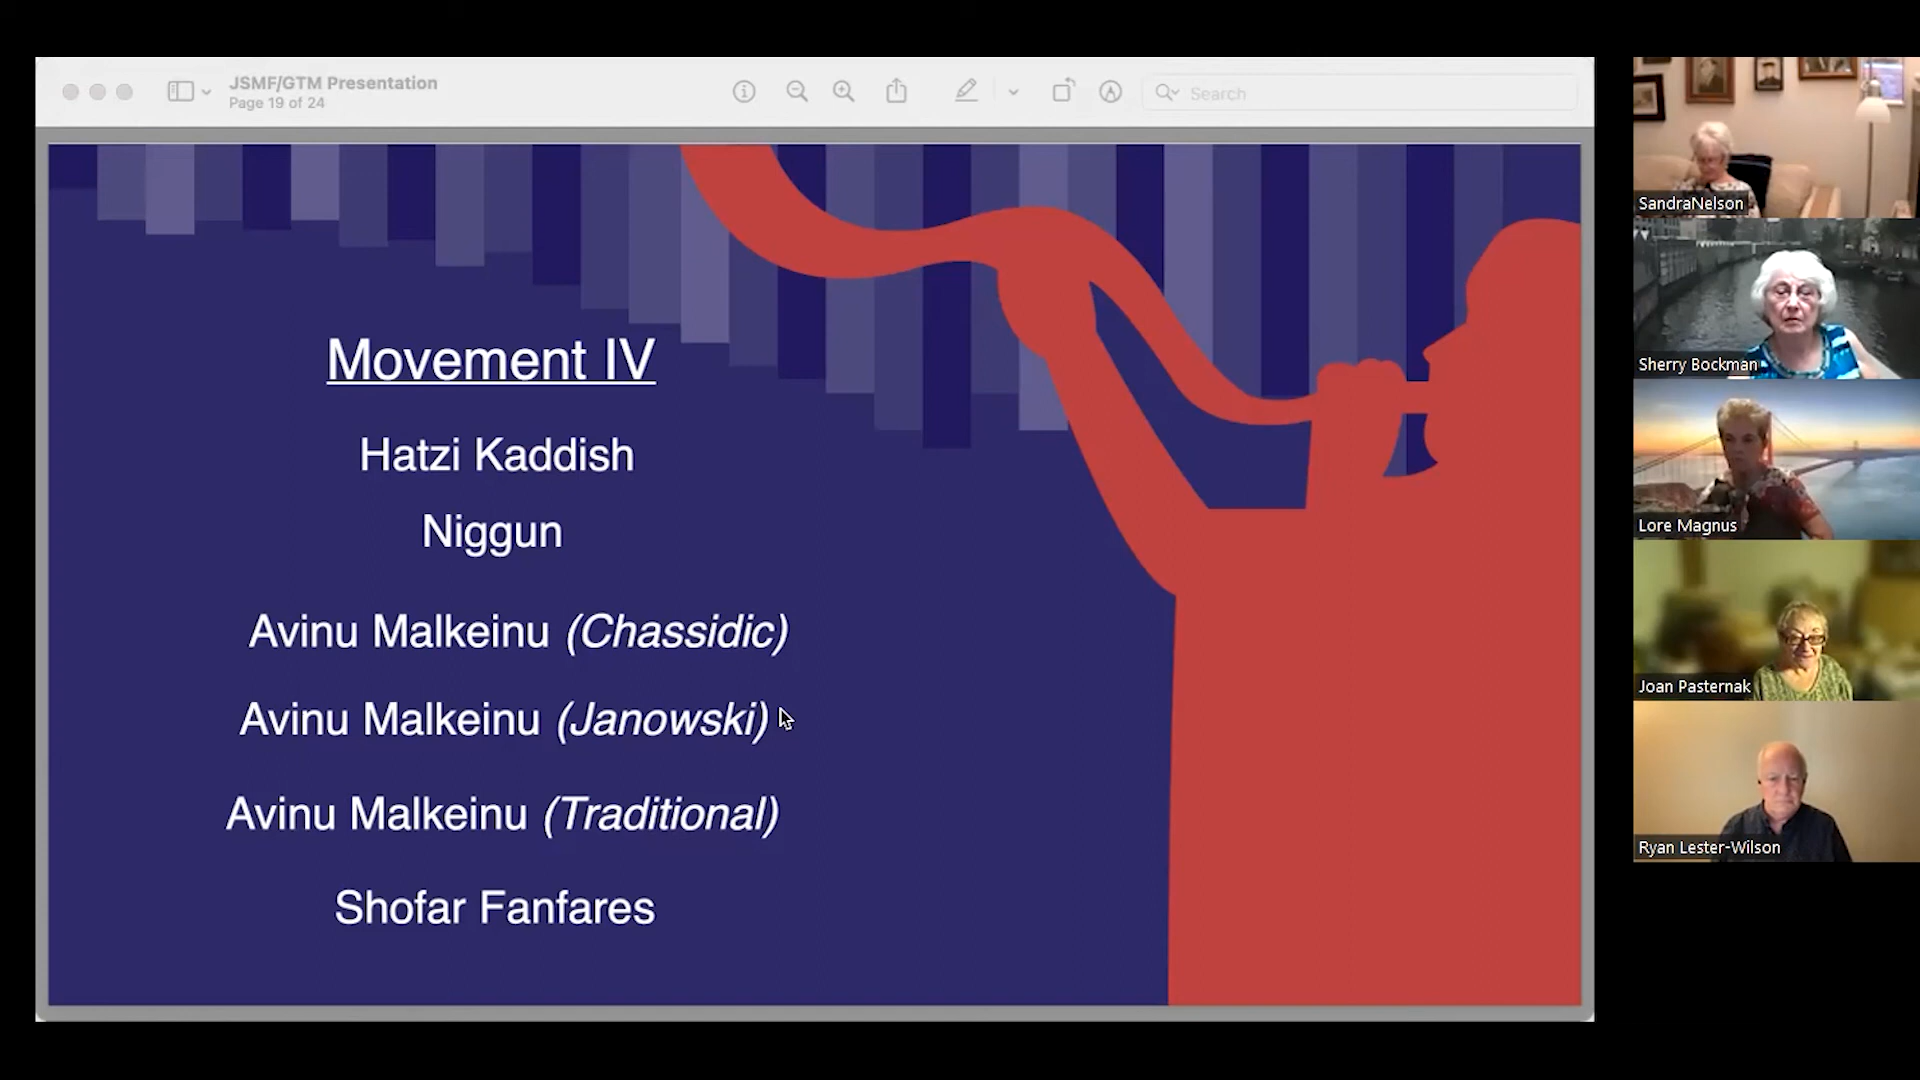 JSMF/GTM Presentation
Page 19 of 24
Search
Movement IV
Hatzi Kaddish
Niggun
Avinu Malkeinu (Chassidic)
Avinu Malkeinu (Janowski)
Avinu Malkeinu (Traditional)
Shofar Fanfares
SandraNelson
Sherry Bockman
Lore Magnus
Joan Pasternak
Ryan Lester-Wilson